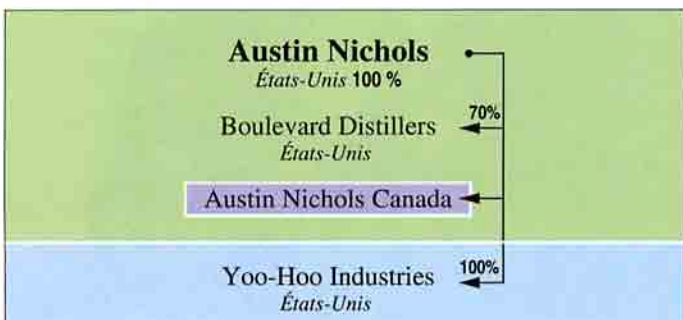 Austin Nichols
États-Unis 100 %
70%
Boulevard Distillers
États-Unis
Austin Nichols Canada
Yoo-Hoo Industries
100%
États-Unis